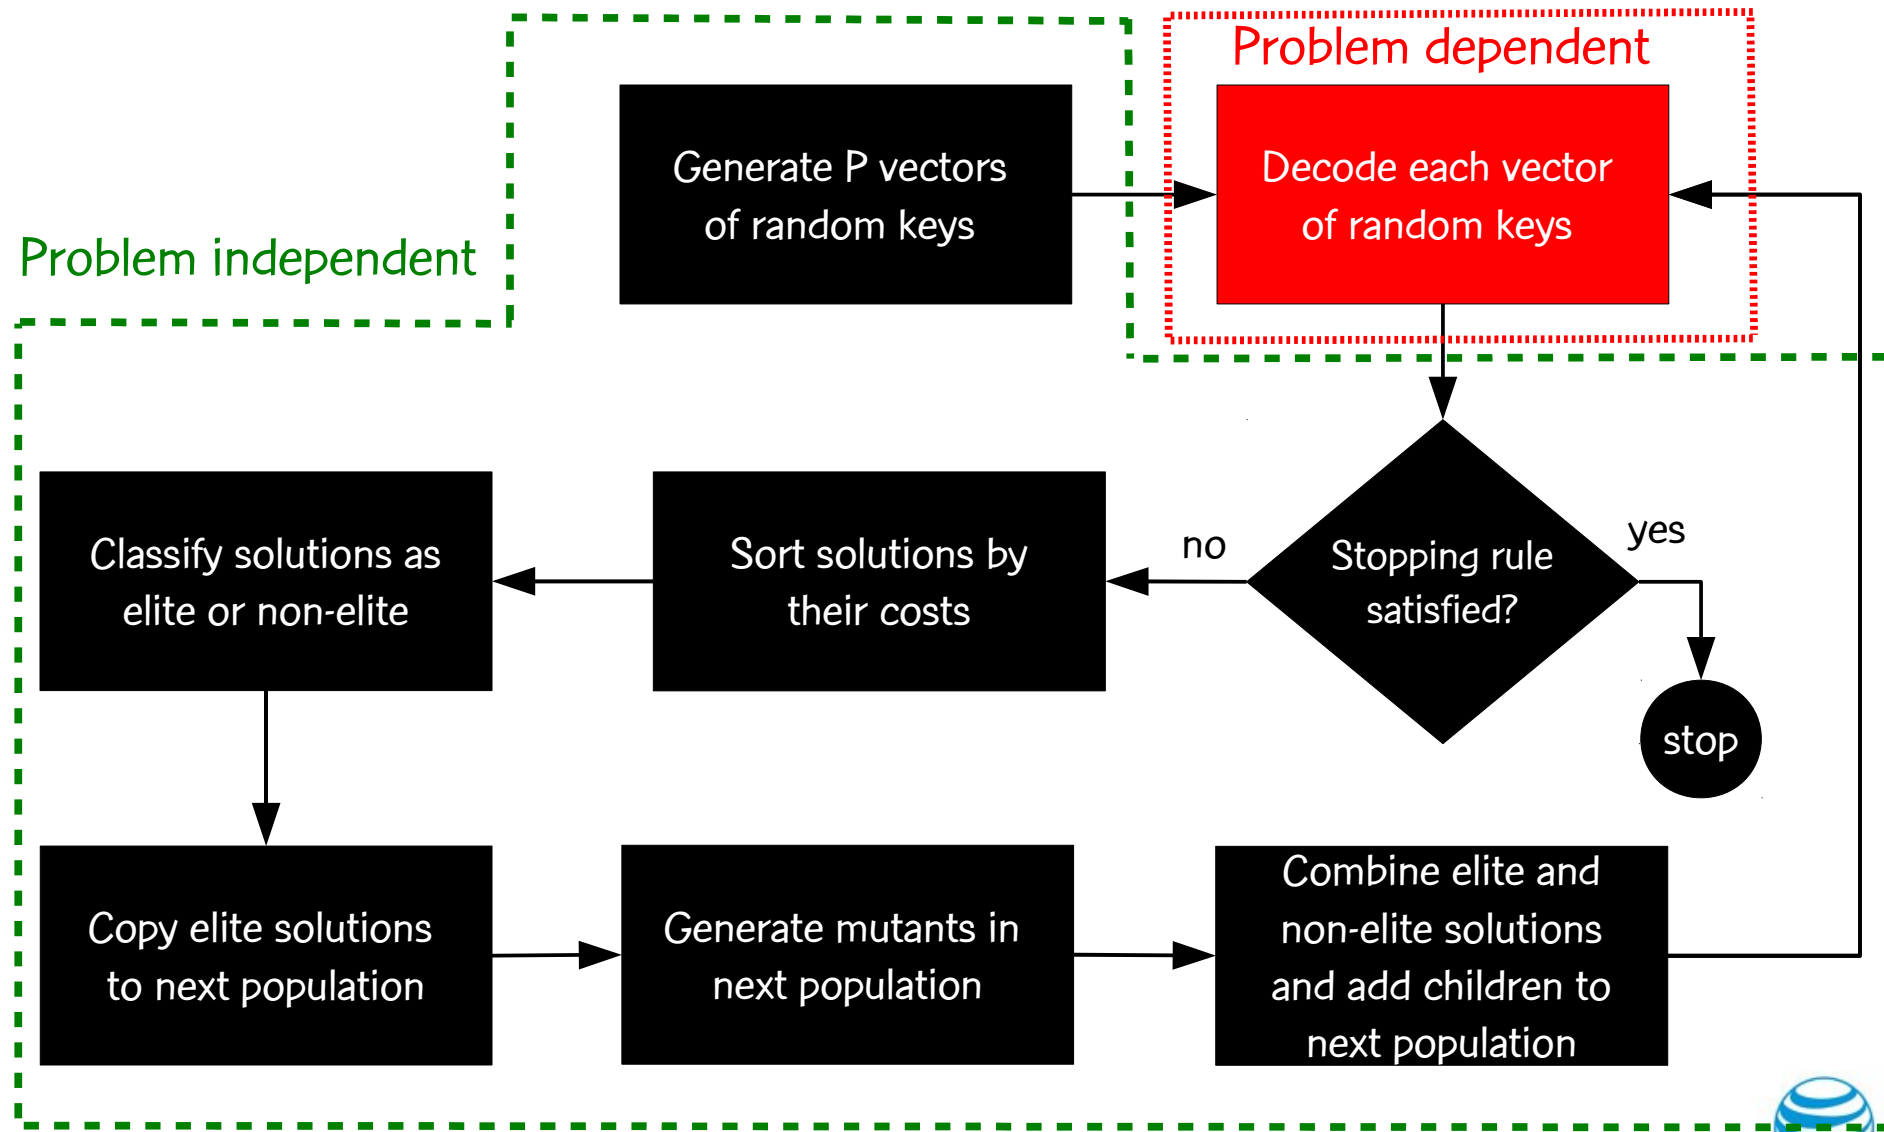 Problem dependent
Generate P vectors
of random keys
Decode each vector
of random keys
Problem independent
Classify solutions as
elite or non-elite
Sort solutions by
their costs
no
Stopping rule
satisfied?
yes
stop
Copy elite solutions
to next population
Generate mutants in
next population
Combine elite and
non-elite solutions
and add children to
next population